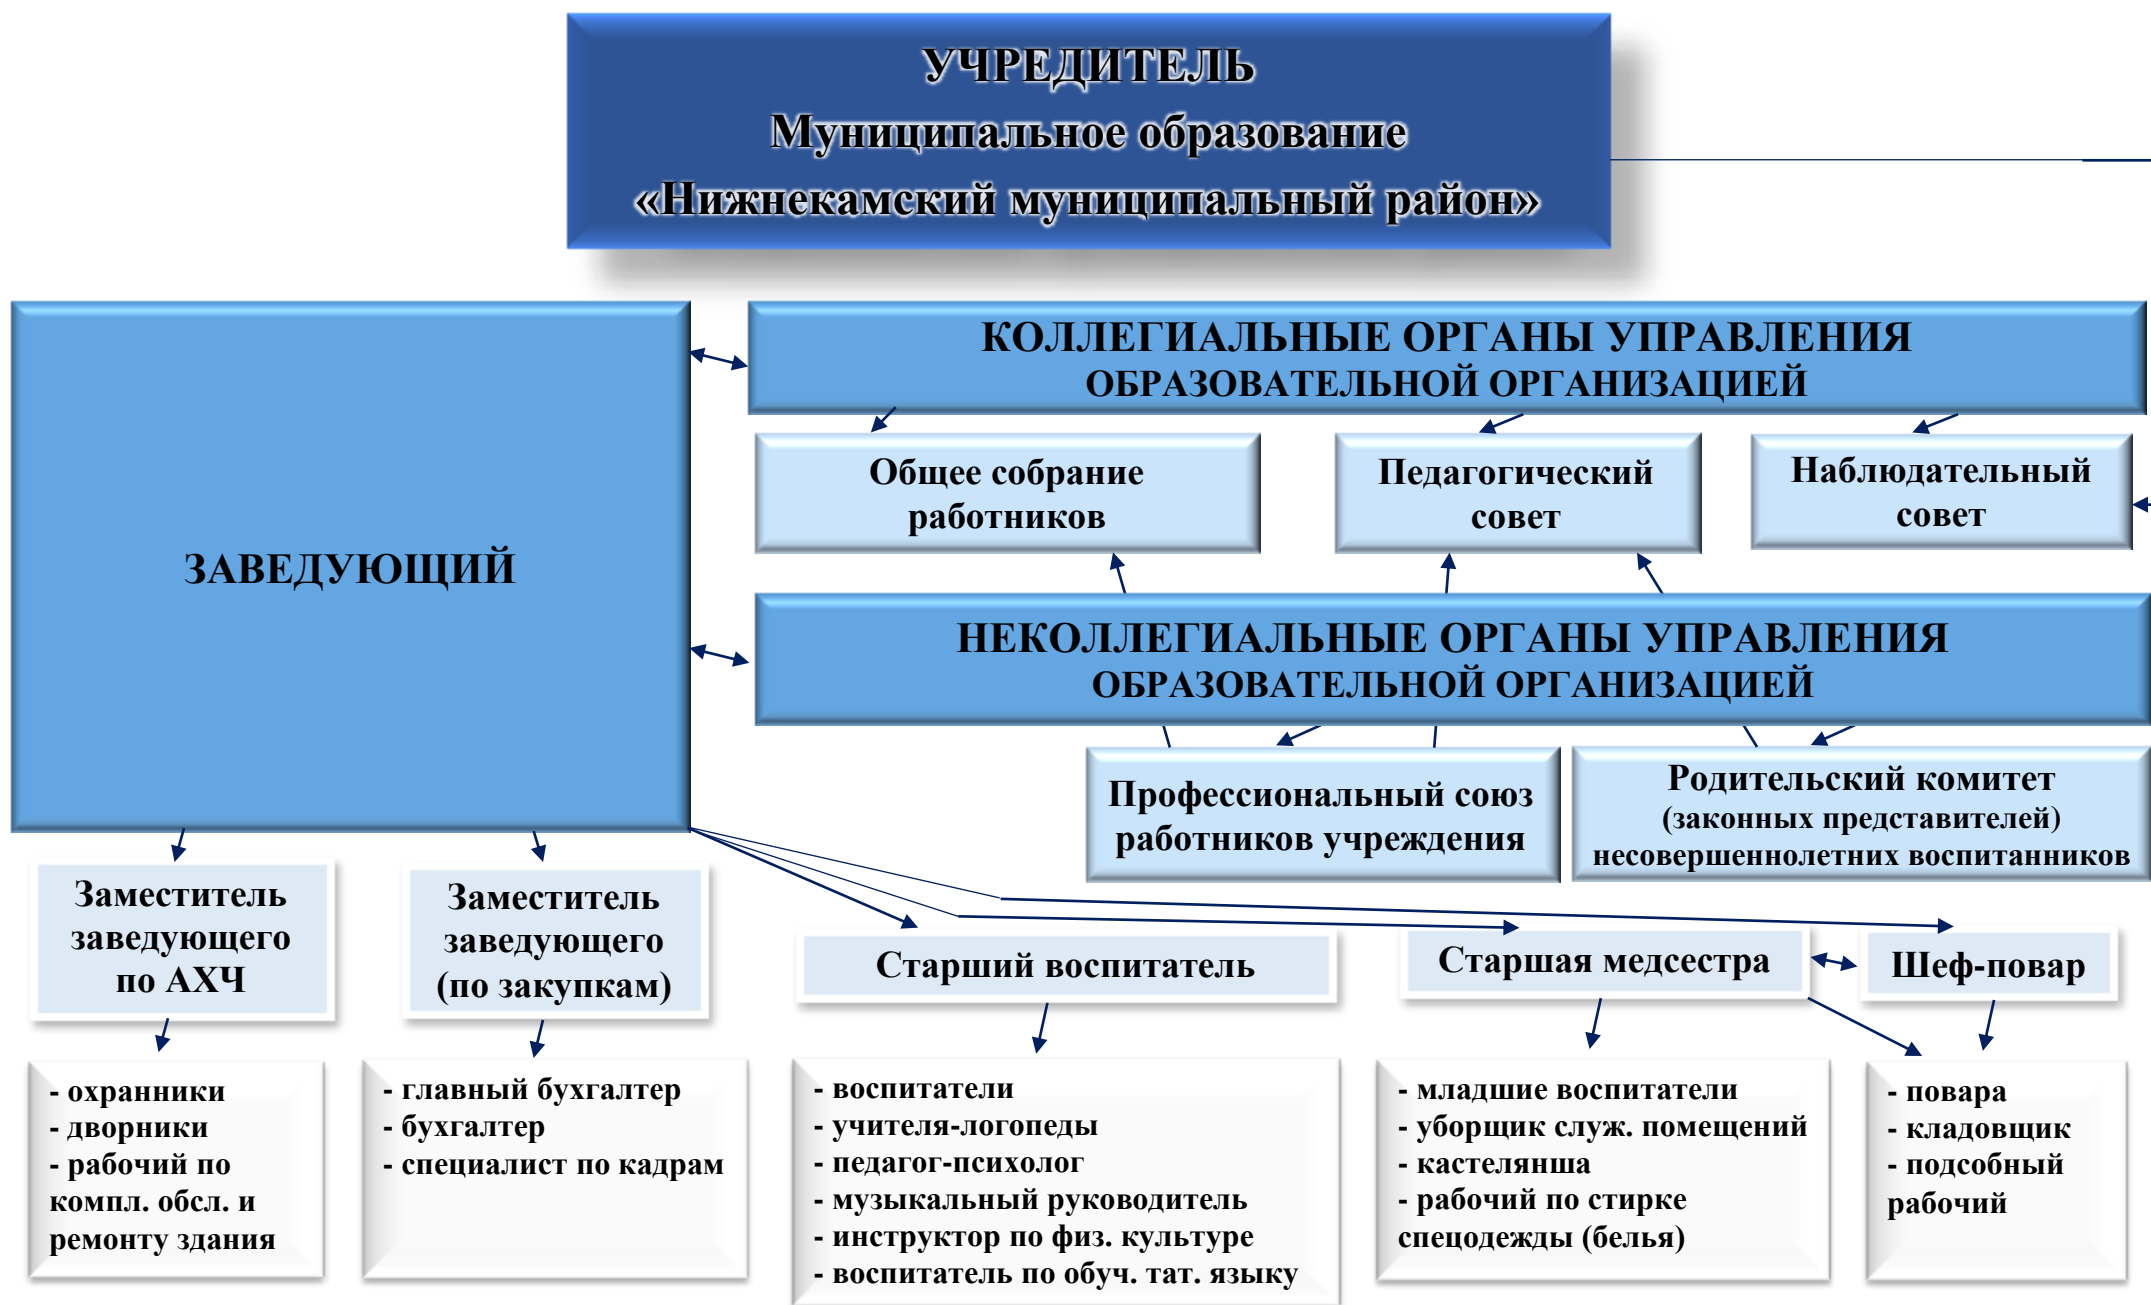 УЧРЕДИТЕЛЬ
Муниципальное образование
«Нижнекамский муниципальный район»
ЗАВЕДУЮЩИЙ
КОЛЛЕГИАЛЬНЫЕ ОРГАНЫ УПРАВЛЕНИЯ
ОБРАЗОВАТЕЛЬНОЙ ОРГАНИЗАЦИЕЙ
Общее собрание
работников
Педагогический
совет
Наблюдательный
совет
НЕКОЛЛЕГИАЛЬНЫЕ ОРГАНЫ УПРАВЛЕНИЯ
ОБРАЗОВАТЕЛЬНОЙ ОРГАНИЗАЦИЕЙ
Профессиональный союз
работников учреждения
Родительский комитет
(законных представителей)
несовершеннолетних воспитанников
Заместитель
заведующего
по АХЧ
Заместитель
заведующего
(по закупкам)
Старший воспитатель
Старшая медсестра
Шеф-повар
- охранники
- дворники
- рабочий по
компл. обсл. и
ремонту здания
- главный бухгалтер
- бухгалтер
- специалист по кадрам
- воспитатели
- учителя-логопеды
- педагог-психолог
- музыкальный руководитель
- инструктор по физ. культуре
- воспитатель по обуч. тат. языку
- младшие воспитатели
- уборщик служ. помещений
- кастелянша
- рабочий по стирке
спецодежды (белья)
- повара
- кладовщик
- подсобный
рабочий